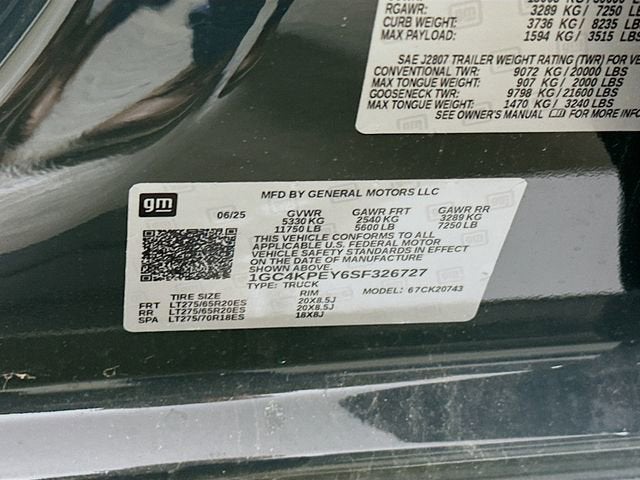 RGAWR: 3289 KG / 7250 LB
CURB WEIGHT: 3736 KG / 8235 LBS
MAX PAYLOAD: 1594 KG / 3515 LBS
SAE J2807 TRAILER WEIGHT RATING (TWR) FOR VE
CONVENTIONAL TWR: 9072 KG / 20000 LBS
MAX TONGUE WEIGHT: 907 KG / 2000 LBS
GOOSENECK TWR: 9798 KG / 21600 LBS
MAX TONGUE WEIGHT: 1470 KG / 3240 LBS
SEE OWNER'S MANUAL FOR MORE INFO
gm
MFD BY GENERAL MOTORS LLC
06/25 GVWR GAWR FRT GAWR RR
5330 KG 2540 KG 3289 KG
11750 LB 5600 LB 7250 LB
THIS VEHICLE CONFORMS TO ALL
APPLICABLE U.S. FEDERAL MOTOR
VEHICLE SAFETY STANDARDS IN EFFECT
ON THE DATE OF MANUFACTURE
SHOWN ABOVE.
1GC4KPEY6SF326727
TYPE: TRUCK MODEL: 67CK20743
TIRE SIZE RIM
FRT LT275/65R20ES 20X8.5J
RR LT275/65R20ES 20X8.5J
SPA LT275/70R18ES 18X8J